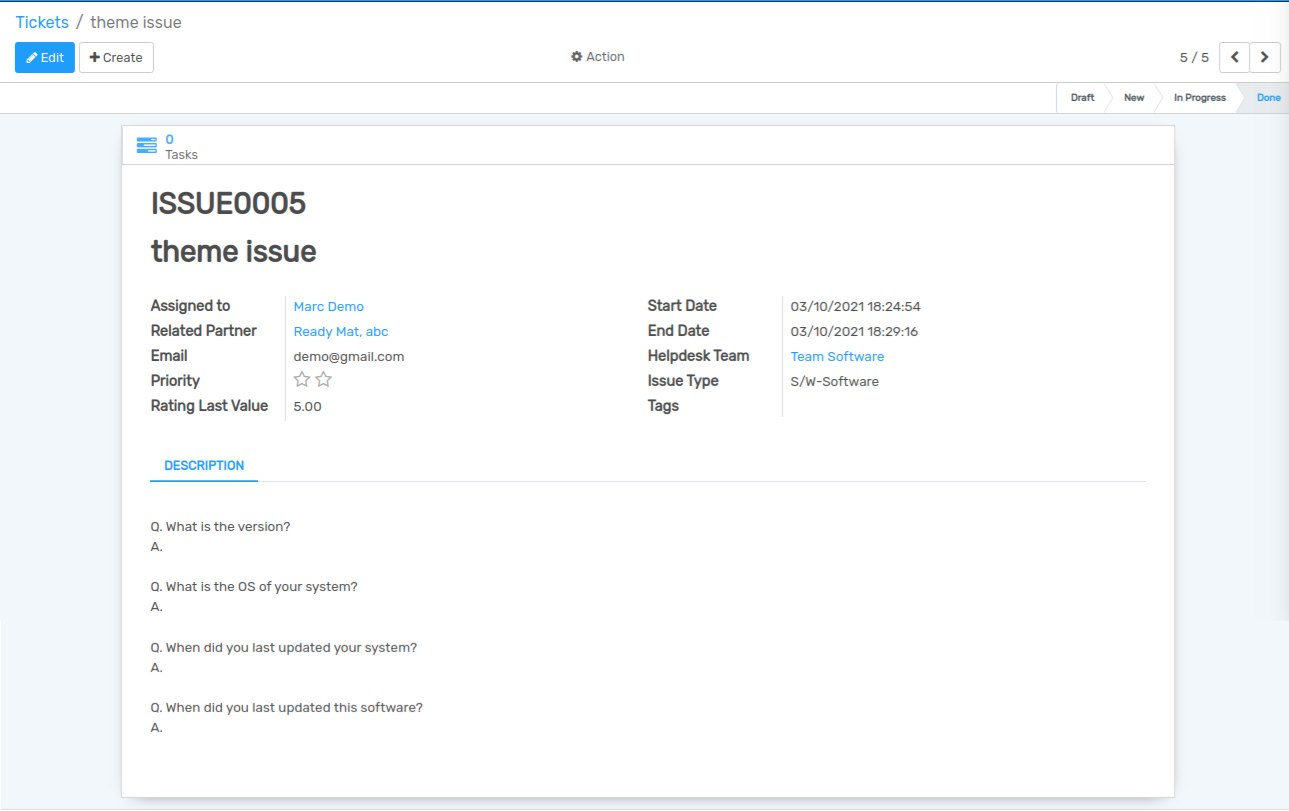 Tickets / theme issue
Edit
Create
Action
5 / 5
Draft
New
In Progress
Done
0
Tasks
ISSUE0005
theme issue
Assigned to Marc Demo
Related Partner Ready Mat, abc
Email demo@gmail.com
Priority
Rating Last Value 5.00
Start Date 03/10/2021 18:24:54
End Date 03/10/2021 18:29:16
Helpdesk Team Team Software
Issue Type S/W-Software
Tags
DESCRIPTION
Q. What is the version?
A.
Q. What is the OS of your system?
A.
Q. When did you last updated your system?
A.
Q. When did you last updated this software?
A.